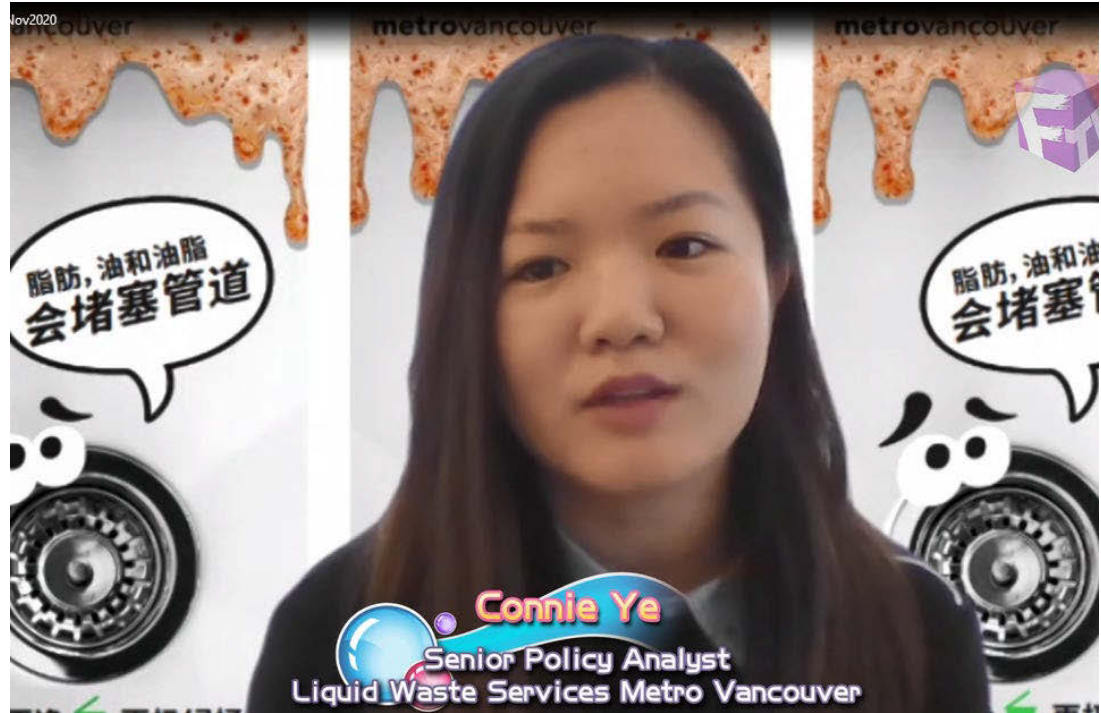 Nov2020
metrovancouver
metrovancouver
脂肪，油和油脂
会堵塞管道
脂肪，油和油
会堵塞
Connie Ye
Senior Policy Analyst
Liquid Waste Services Metro Vancouver